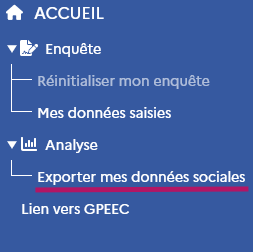 ACCUEIL
Enquête
Réinitialiser mon enquête
Mes données saisies
Analyse
Exporter mes données sociales
Lien vers GPEEC